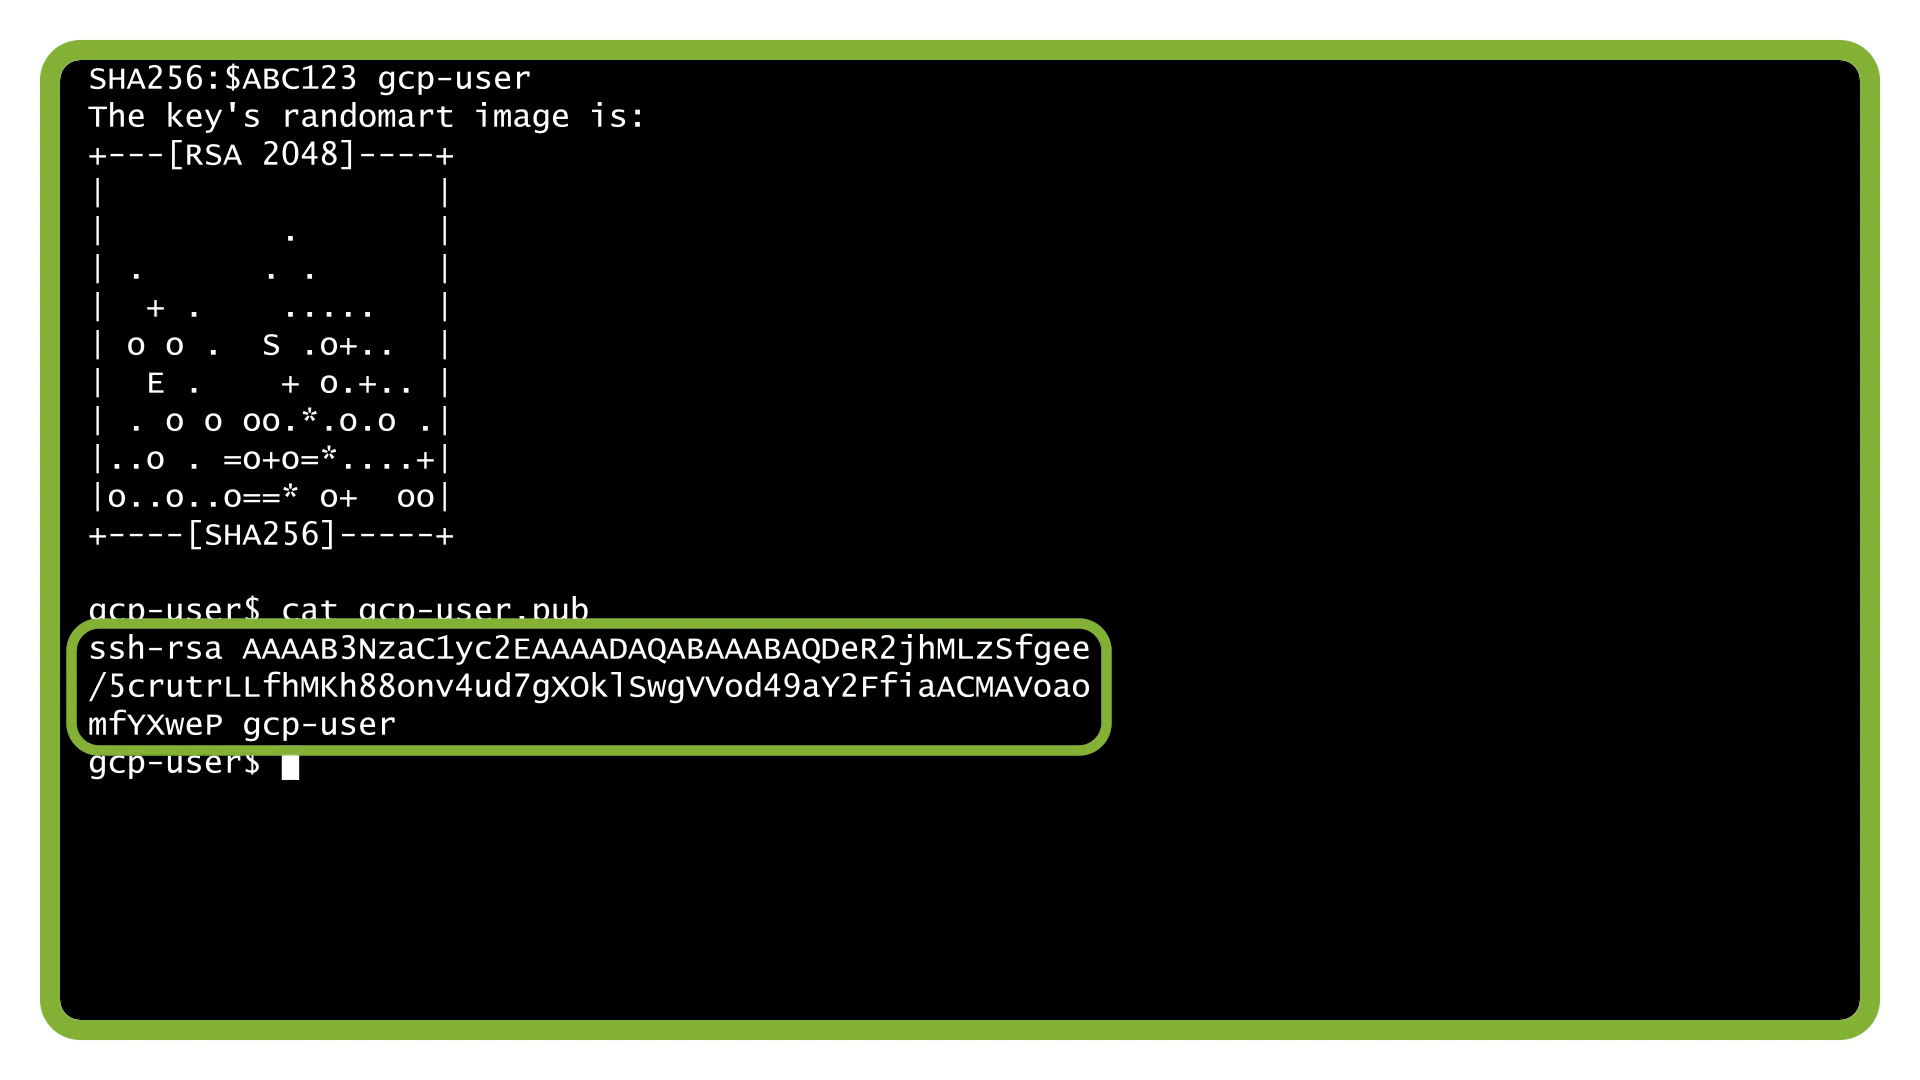 SHA256:$ABC123 gcp-user
The key's randomart image is:
+---[RSA 2048]----+
|                 |
|         .       |
| .      . .      |
|  + .    .....   |
| o o .  S .o+..  |
|  E .    + o.+.. |
| . o o oo.*.o.o .|
|..o . =o+o=*....+|
|o..o..o==* o+  oo|
+----[SHA256]-----+
gcp-user$ cat gcp-user.pub
ssh-rsa AAAAB3NzaC1yc2EAAAADAQABAAABAQDeR2jhMLzSfgee
/5crutrLLfhMKh88onv4ud7gXOklSwgVVod49aY2FfiaACMAVoao
mfYXweP gcp-user
gcp-user$